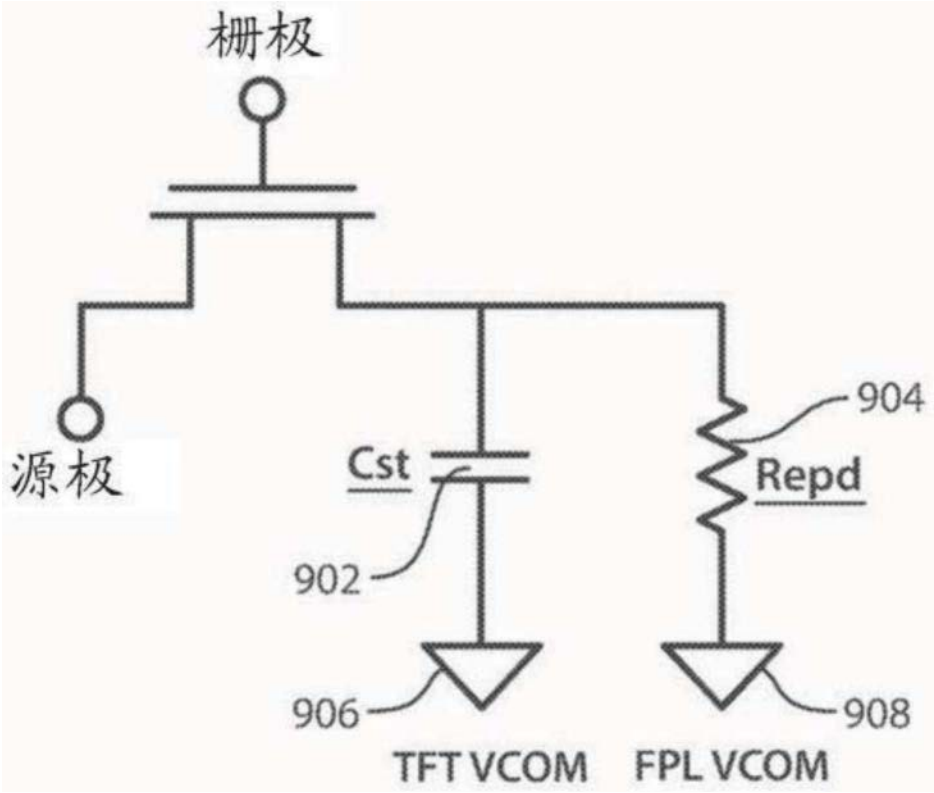 栅极
源极
Cst
904
Repd
902
906
908
TFT VCOM
FPL VCOM